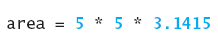 area = 5 * 5 * 3.1415